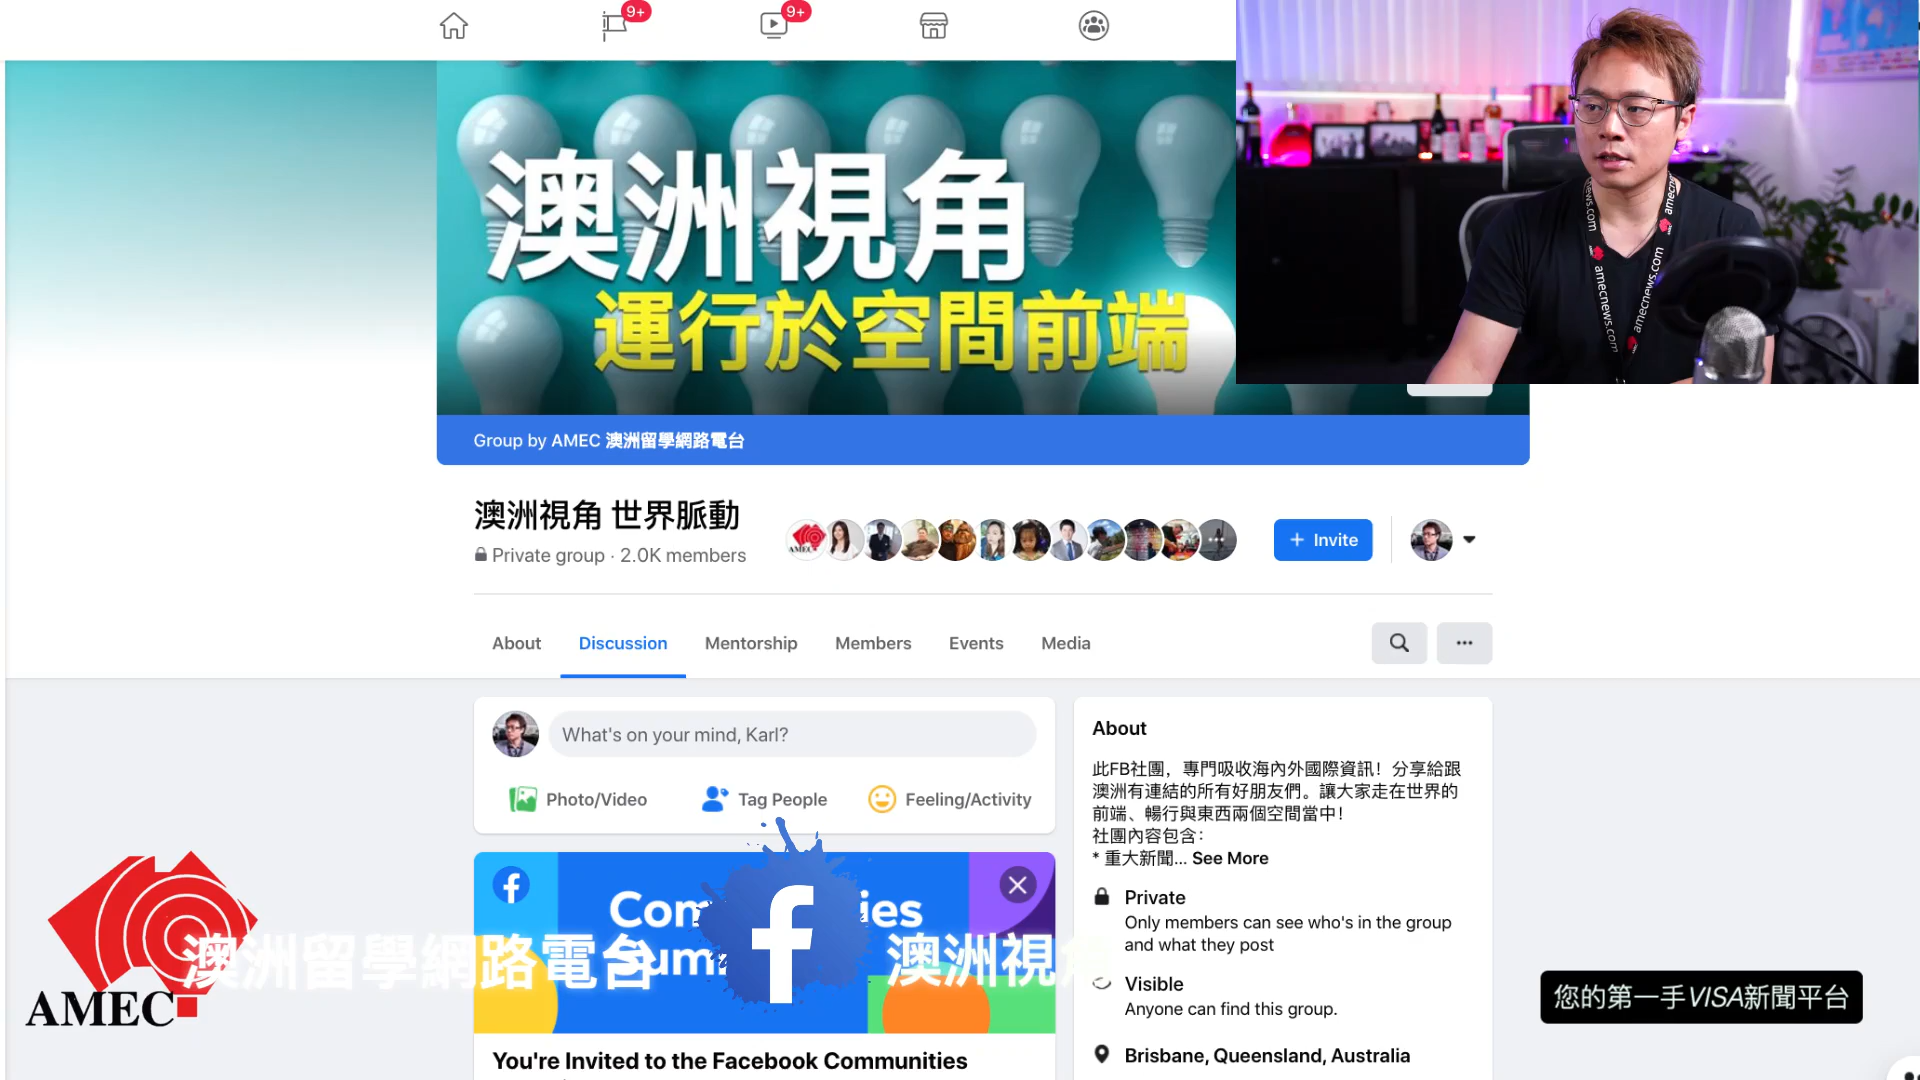 9+
9+
澳洲視角
運行於空間前端
amecnews.com
amecnews.com
amecnews.com
Group by AMEC 澳洲留學網路電台
澳洲視角 世界脈動
Private group · 2.0K members
+ Invite
About
Discussion
Mentorship
Members
Events
Media
What's on your mind, Karl?
Photo/Video
Tag People
Feeling/Activity
About
此FB社團，專門吸收海內外國際資訊！分享給跟
澳洲有連結的所有好朋友們。讓大家走在世界的
前端、暢行與東西兩個空間當中！
社團內容包含：
* 重大新聞... See More
Private
Only members can see who's in the group
and what they post
Visible
Anyone can find this group.
Brisbane, Queensland, Australia
澳洲留學網路電台
澳洲視角
AMEC
您的第一手VISA新聞平台
You're Invited to the Facebook Communities